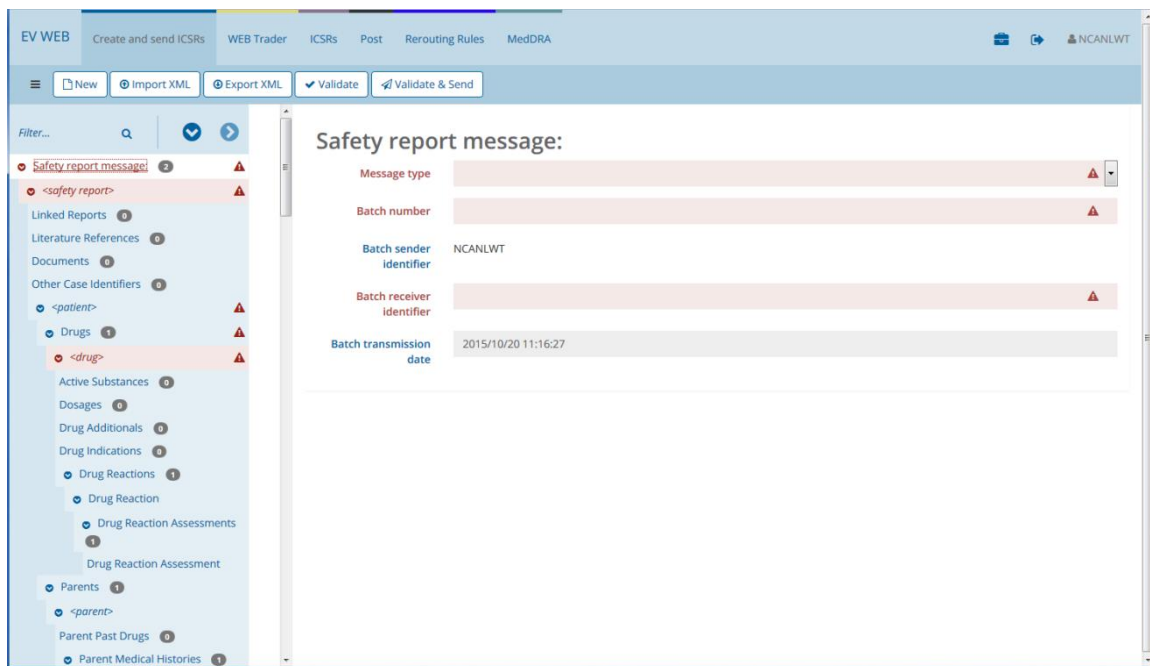 EV WEB Create and send ICSRs WEB Trader ICSRs Post Rerouting Rules MedDRA NCANLWT
New Import XML Export XML Validate Validate & Send
Filter...
Safety report message: 2
<safety report>
Linked Reports 0
Literature References 0
Documents 0
Other Case Identifiers 0
<patient>
Drugs 1
<drug>
Active Substances 0
Dosages 0
Drug Additionals 0
Drug Indications 0
Drug Reactions 1
Drug Reaction
Drug Reaction Assessments
1
Drug Reaction Assessment
Parents 1
<parent>
Parent Past Drugs 0
Parent Medical Histories 1
Safety report message:
Message type
Batch number
Batch sender NCANLWT
identifier
Batch receiver
identifier
Batch transmission 2015/10/20 11:16:27
date